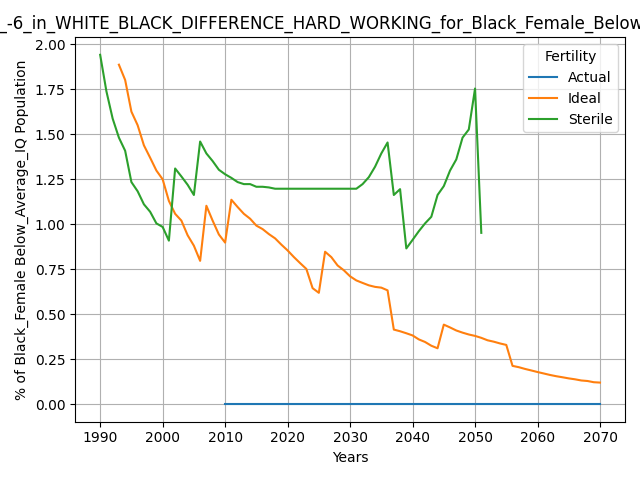 _-6_in_WHITE_BLACK_DIFFERENCE_HARD_WORKING_for_Black_Female_Below
% of Black_Female Below_Average_IQ Population
2.00
1.75
1.50
1.25
1.00
0.75
0.50
0.25
0.00
Fertility
Actual
Ideal
Sterile
1990 2000 2010 2020 2030 2040 2050 2060 2070
Years